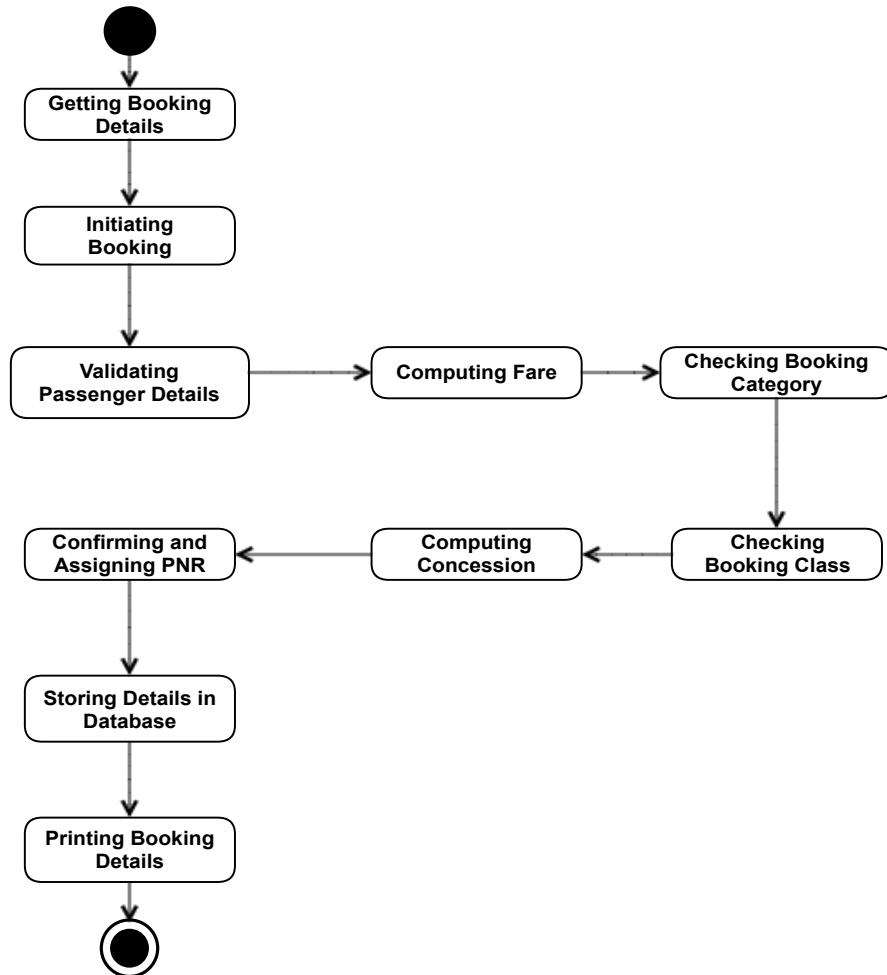 Getting Booking
Details
Initiating
Booking
Validating
Passenger Details
Computing Fare
Checking Booking
Category
Checking
Booking Class
Computing
Concession
Confirming and
Assigning PNR
Storing Details in
Database
Printing Booking
Details